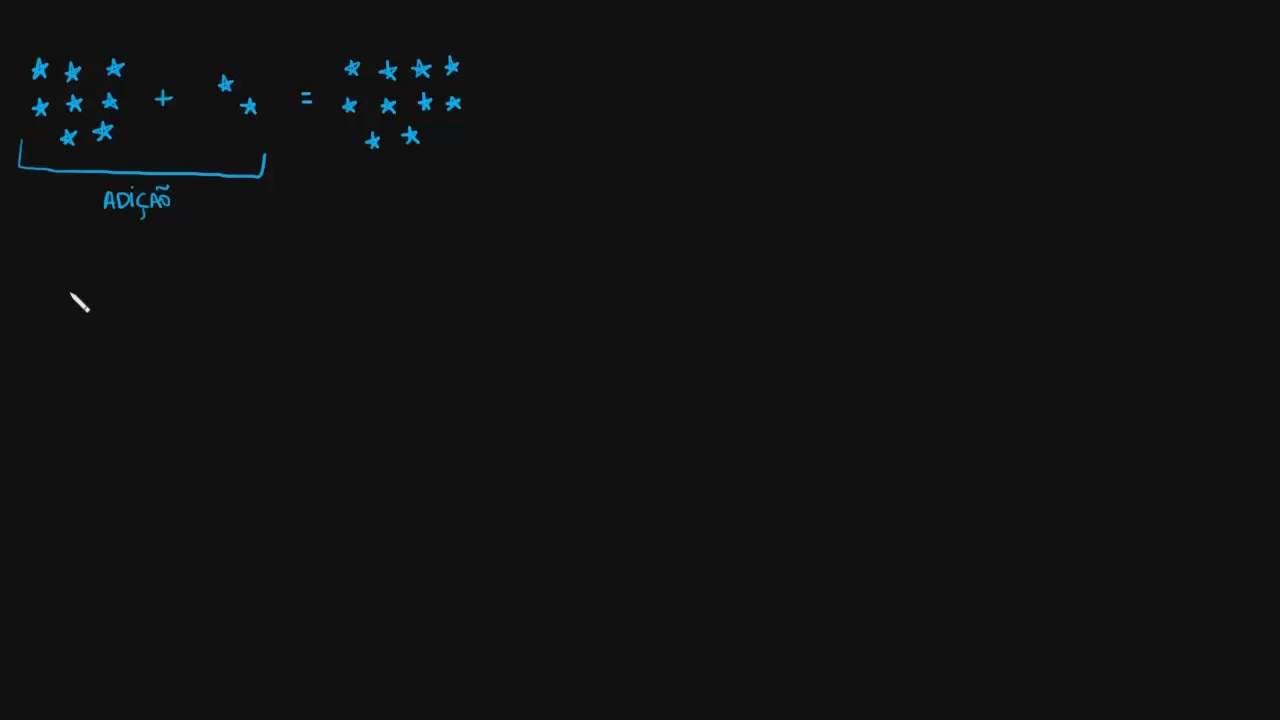 + =
ADIÇÃO